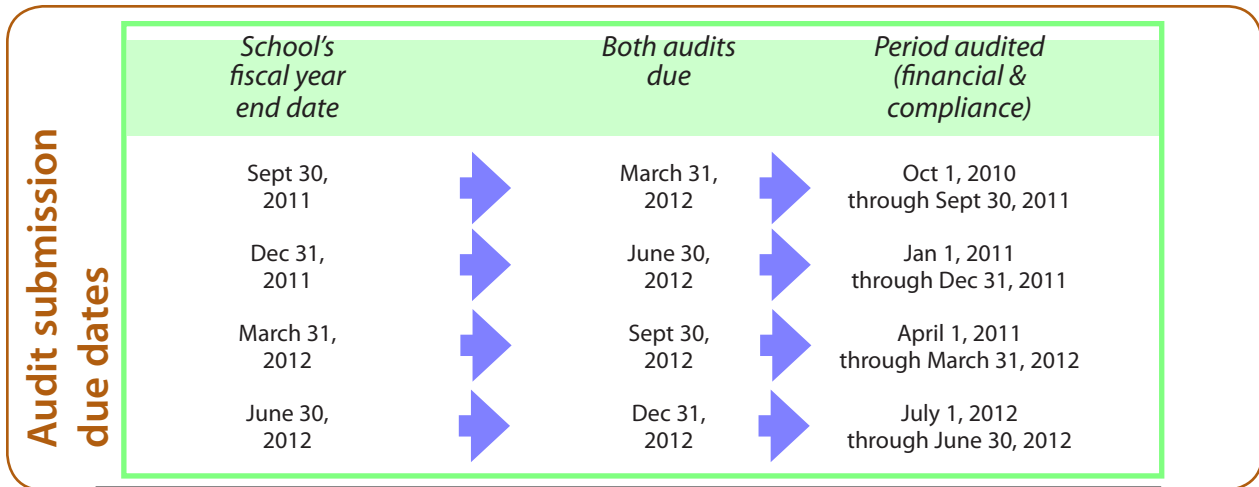 Audit submission
due dates
School’s
fiscal year
end date
Both audits
due
Period audited
(financial &
compliance)
Sept 30,
2011
March 31,
2012
Oct 1, 2010
through Sept 30, 2011
Dec 31,
2011
June 30,
2012
Jan 1, 2011
through Dec 31, 2011
March 31,
2012
Sept 30,
2012
April 1, 2011
through March 31, 2012
June 30,
2012
Dec 31,
2012
July 1, 2012
through June 30, 2012